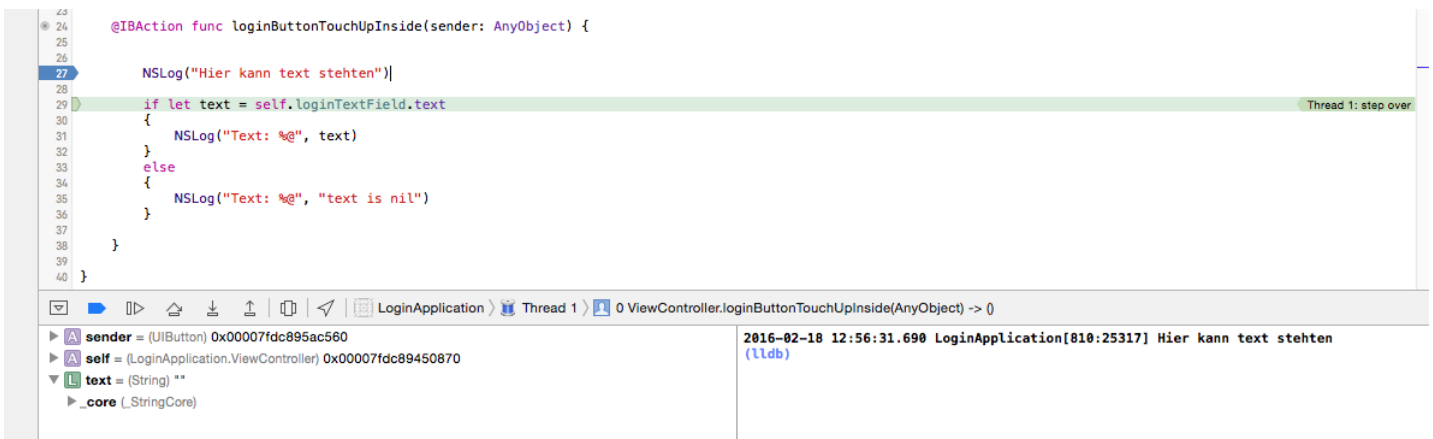 23
24 @IBAction func loginButtonTouchUpInside(sender: AnyObject) {
25
26
27 NSLog("Hier kann text stehten")
28
29 if let text = self.loginTextField.text Thread 1: step over
30 {
31 NSLog("Text: %@", text)
32 }
33 else
34 {
35 NSLog("Text: %@", "text is nil")
36 }
37
38 }
39
40 }
LoginApplication 〉 Thread 1 〉 0 ViewController.loginButtonTouchUpInside(AnyObject) -> ()
A sender = (UIButton) 0x00007fdc895ac560
A self = (LoginApplication.ViewController) 0x00007fdc89450870
L text = (String) ""
_core (_StringCore)
2016-02-18 12:56:31.690 LoginApplication[810:25317] Hier kann text stehten
(lldb)